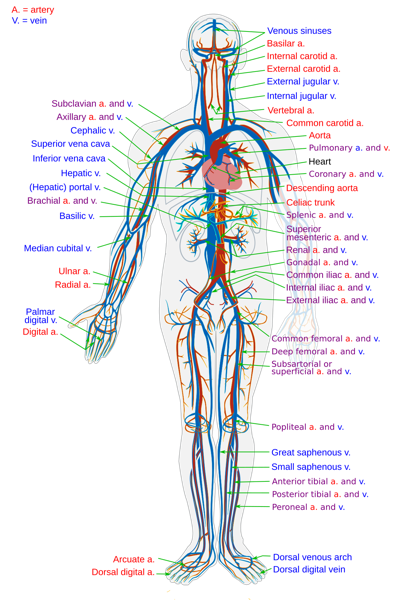 A. = artery
V. = vein
Venous sinuses
Basilar a.
Internal carotid a.
External carotid a.
External jugular v.
Internal jugular v.
Vertebral a.
Common carotid a.
Aorta
Pulmonary a. and v.
Heart
Coronary a. and v.
Descending aorta
Celiac trunk
Splenic a. and v.
Superior
mesenteric a. and v.
Renal a. and v.
Gonadal a. and v.
Common iliac a. and v.
Internal iliac a. and v.
External iliac a. and v.
Common femoral a. and v.
Deep femoral a. and v.
Subsartorial or
superficial a. and v.
Popliteal a. and v.
Great saphenous v.
Small saphenous v.
Anterior tibial a. and v.
Posterior tibial a. and v.
Peroneal a. and v.
Dorsal venous arch
Dorsal digital vein
Subclavian a. and v.
Axillary a. and v.
Cephalic v.
Superior vena cava
Inferior vena cava
Hepatic v.
(Hepatic) portal v.
Brachial a. and v.
Basilic v.
Median cubital v.
Ulnar a.
Radial a.
Palmar
digital v.
Digital a.
Arcuate a.
Dorsal digital a.